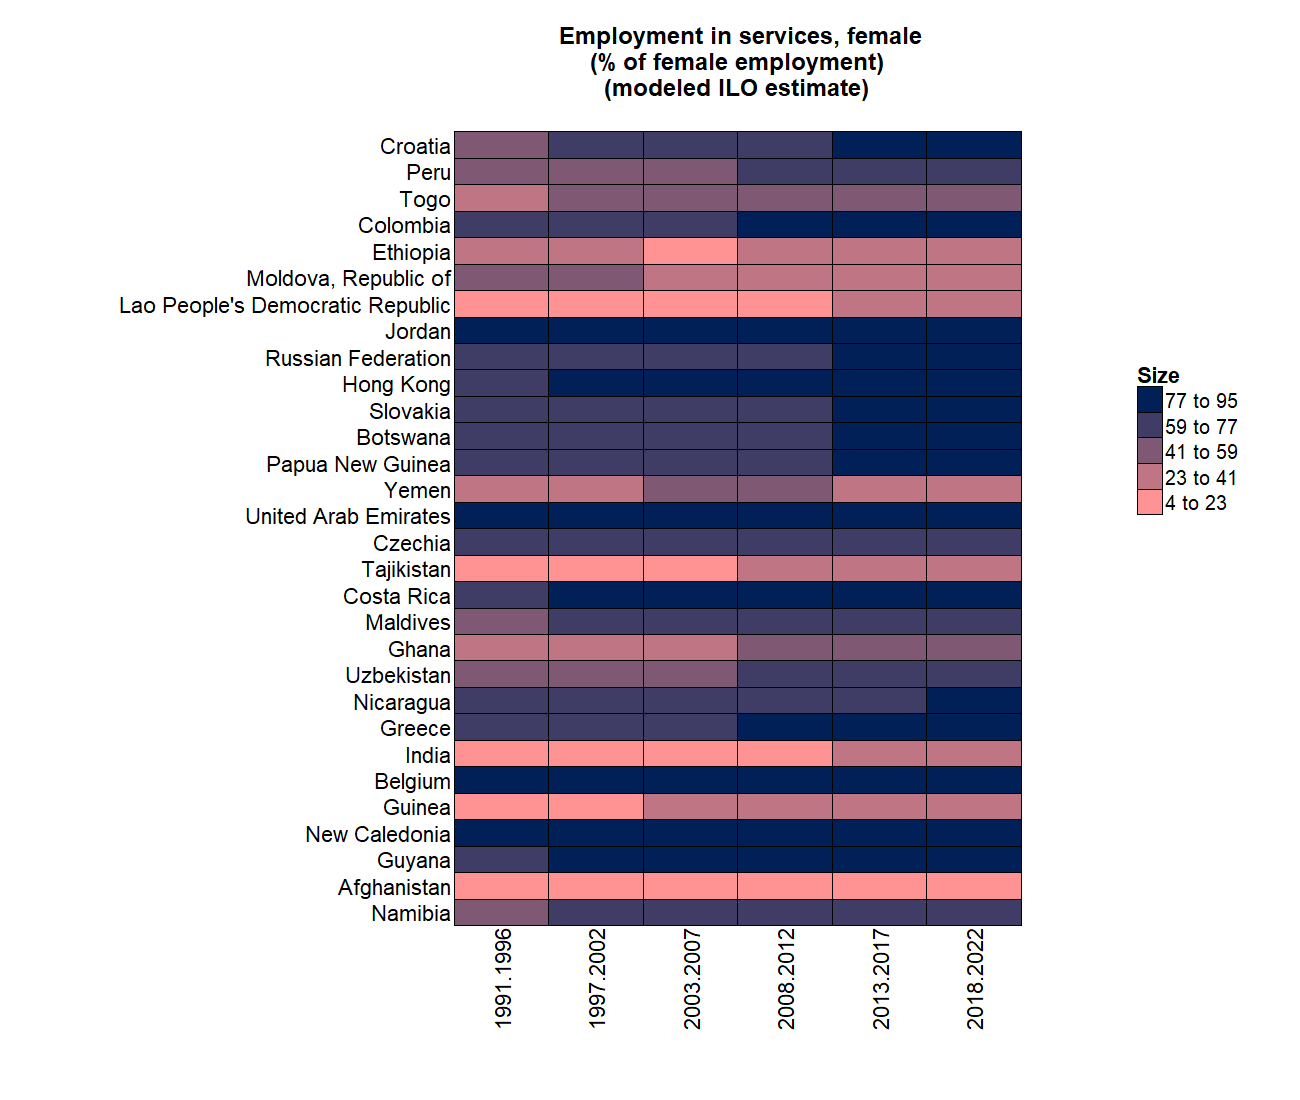 Employment in services, female
(% of female employment)
(modeled ILO estimate)
Croatia
Peru
Togo
Colombia
Ethiopia
Moldova, Republic of
Lao People's Democratic Republic
Jordan
Russian Federation
Hong Kong
Slovakia
Botswana
Papua New Guinea
Yemen
United Arab Emirates
Czechia
Tajikistan
Costa Rica
Maldives
Ghana
Uzbekistan
Nicaragua
Greece
India
Belgium
Guinea
New Caledonia
Guyana
Afghanistan
Namibia
1991.1996
1997.2002
2003.2007
2008.2012
2013.2017
2018.2022
Size
77 to 95
59 to 77
41 to 59
23 to 41
4 to 23